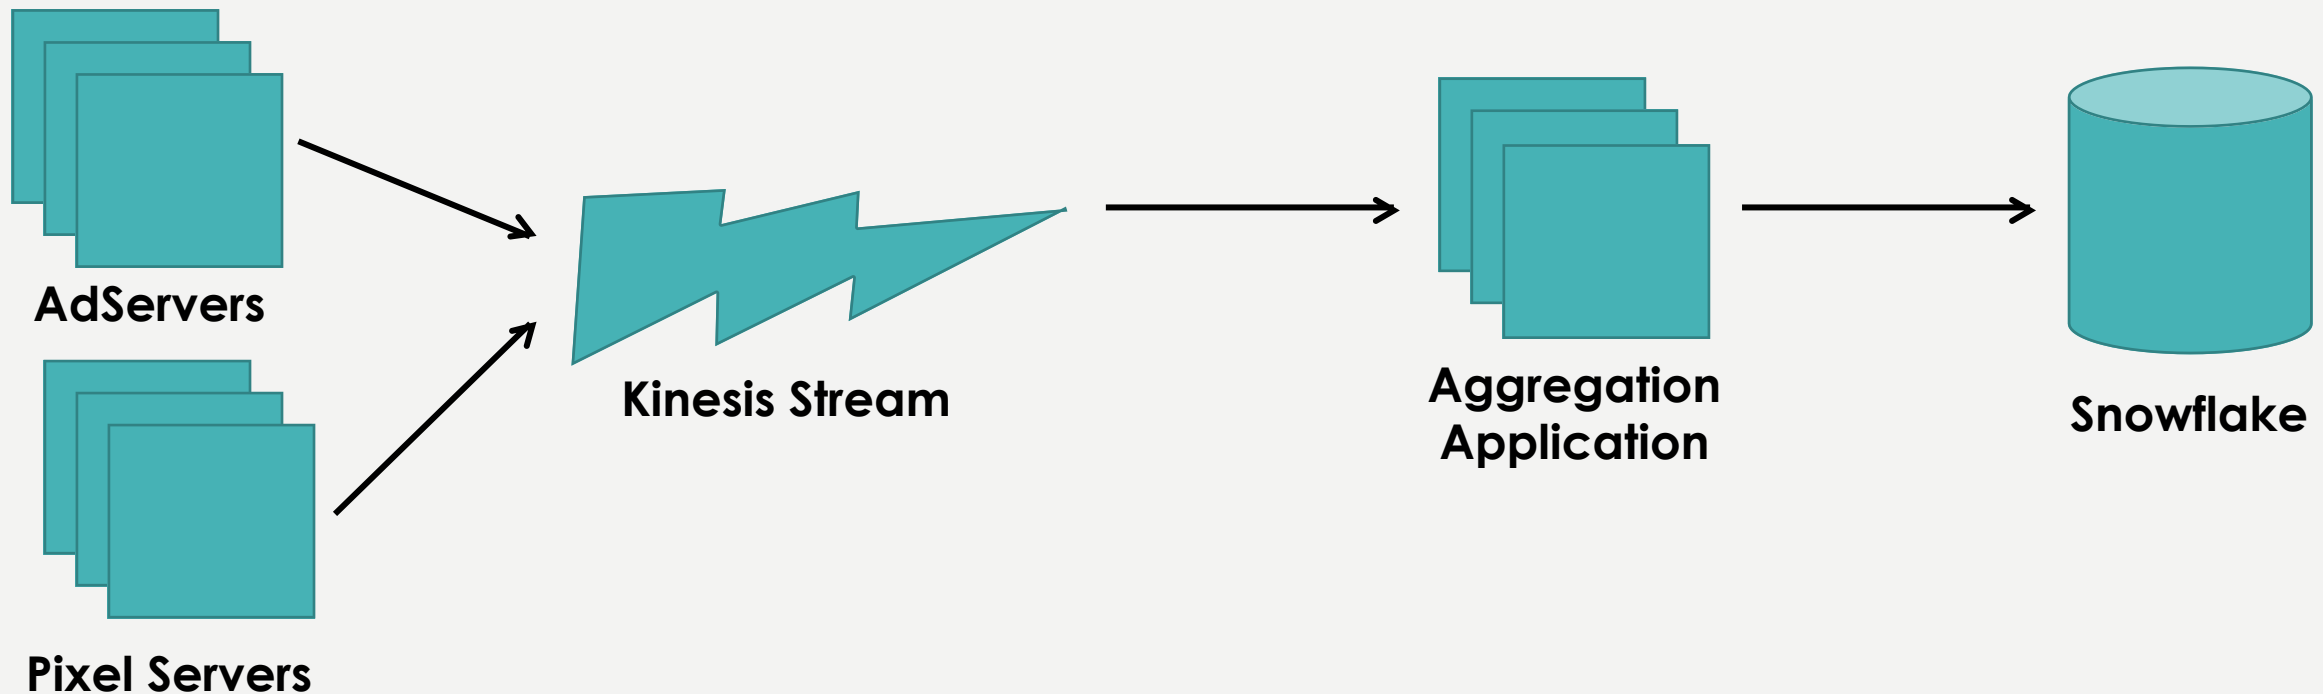 AdServers
Pixel Servers
Kinesis Stream
Aggregation
Application
Snowflake